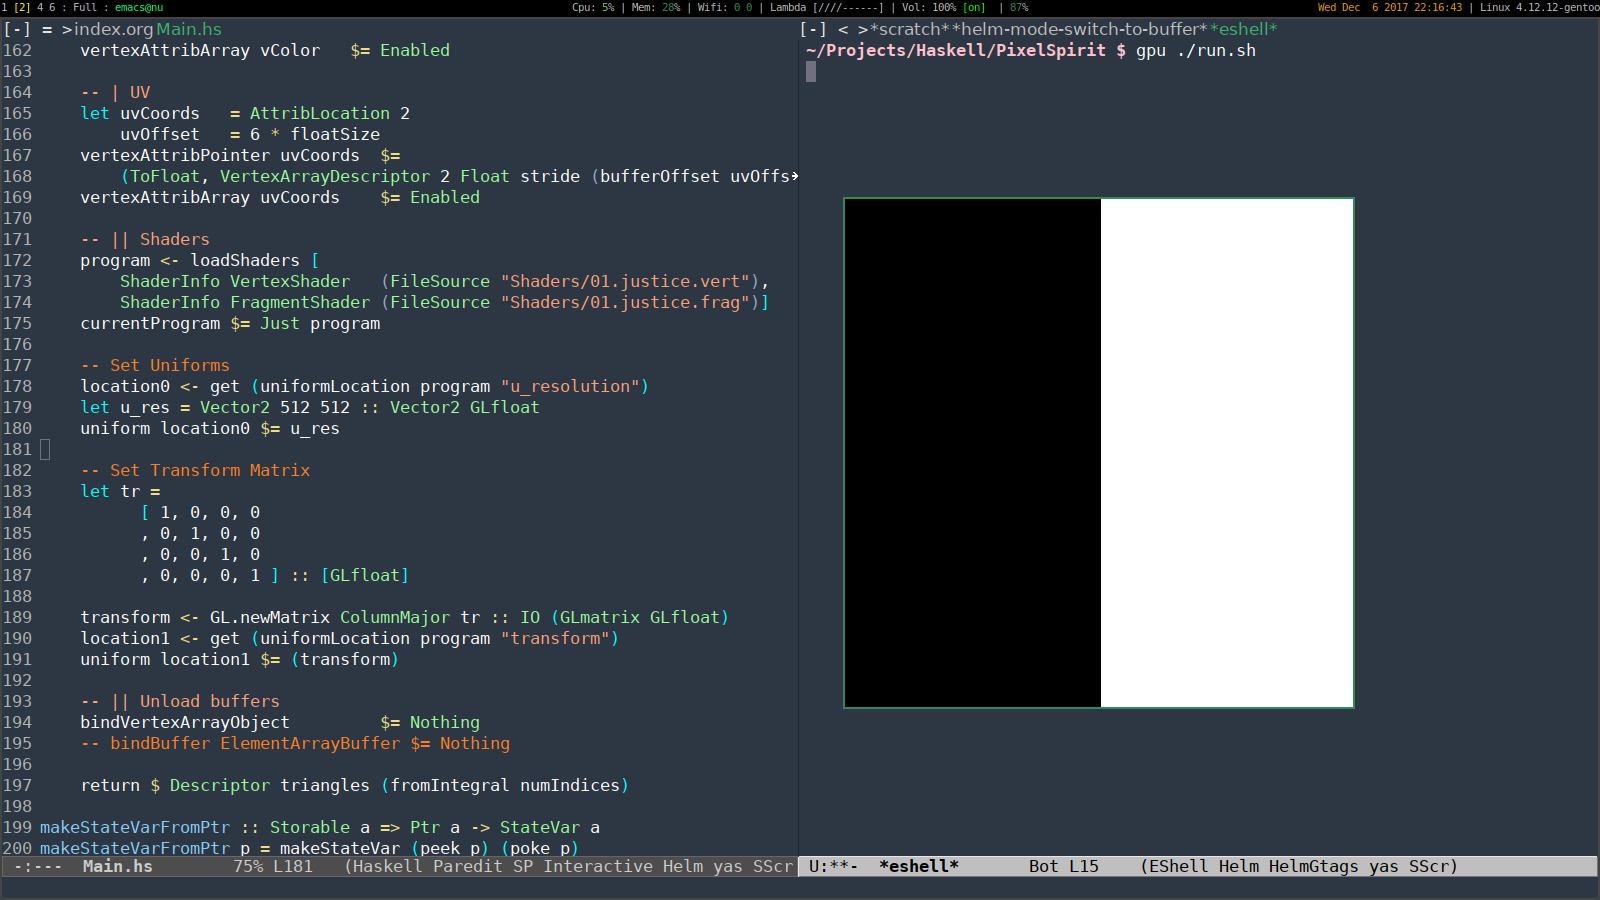 1 [2] 4 6 : Full : emacs@nu
Cpu: 5% | Mem: 28% | Wifi: 0 0 | Lambda [////------] | Vol: 100% [on] | 87%
Wed Dec  6 2017 22:16:43 | Linux 4.12.12-gentoo
[-] = >index.org Main.hs
162     vertexAttribArray vColor   $= Enabled
163
164     -- | UV
165     let uvCoords   = AttribLocation 2
166         uvOffset   = 6 * floatSize
167     vertexAttribPointer uvCoords  $=
168         (ToFloat, VertexArrayDescriptor 2 Float stride (bufferOffset uvOffs→
169     vertexAttribArray uvCoords    $= Enabled
170
171     -- || Shaders
172     program <- loadShaders [
173         ShaderInfo VertexShader   (FileSource "Shaders/01.justice.vert"),
174         ShaderInfo FragmentShader (FileSource "Shaders/01.justice.frag")]
175     currentProgram $= Just program
176
177     -- Set Uniforms
178     location0 <- get (uniformLocation program "u_resolution")
179     let u_res = Vector2 512 512 :: Vector2 GLfloat
180     uniform location0 $= u_res
181
182     -- Set Transform Matrix
183     let tr =
184           [ 1, 0, 0, 0
185           , 0, 1, 0, 0
186           , 0, 0, 1, 0
187           , 0, 0, 0, 1 ] :: [GLfloat]
188
189     transform <- GL.newMatrix ColumnMajor tr :: IO (GLmatrix GLfloat)
190     location1 <- get (uniformLocation program "transform")
191     uniform location1 $= (transform)
192
193     -- || Unload buffers
194     bindVertexArrayObject         $= Nothing
195     -- bindBuffer ElementArrayBuffer $= Nothing
196
197     return $ Descriptor triangles (fromIntegral numIndices)
198
199 makeStateVarFromPtr :: Storable a => Ptr a -> StateVar a
200 makeStateVarFromPtr p = makeStateVar (peek p) (poke p)
-:---  Main.hs        75% L181   (Haskell Paredit SP Interactive Helm yas SScr
[-] < >*scratch* *helm-mode-switch-to-buffer* *eshell*
~/Projects/Haskell/PixelSpirit $ gpu ./run.sh
U:**-  *eshell*       Bot L15    (EShell Helm HelmGtags yas SScr)